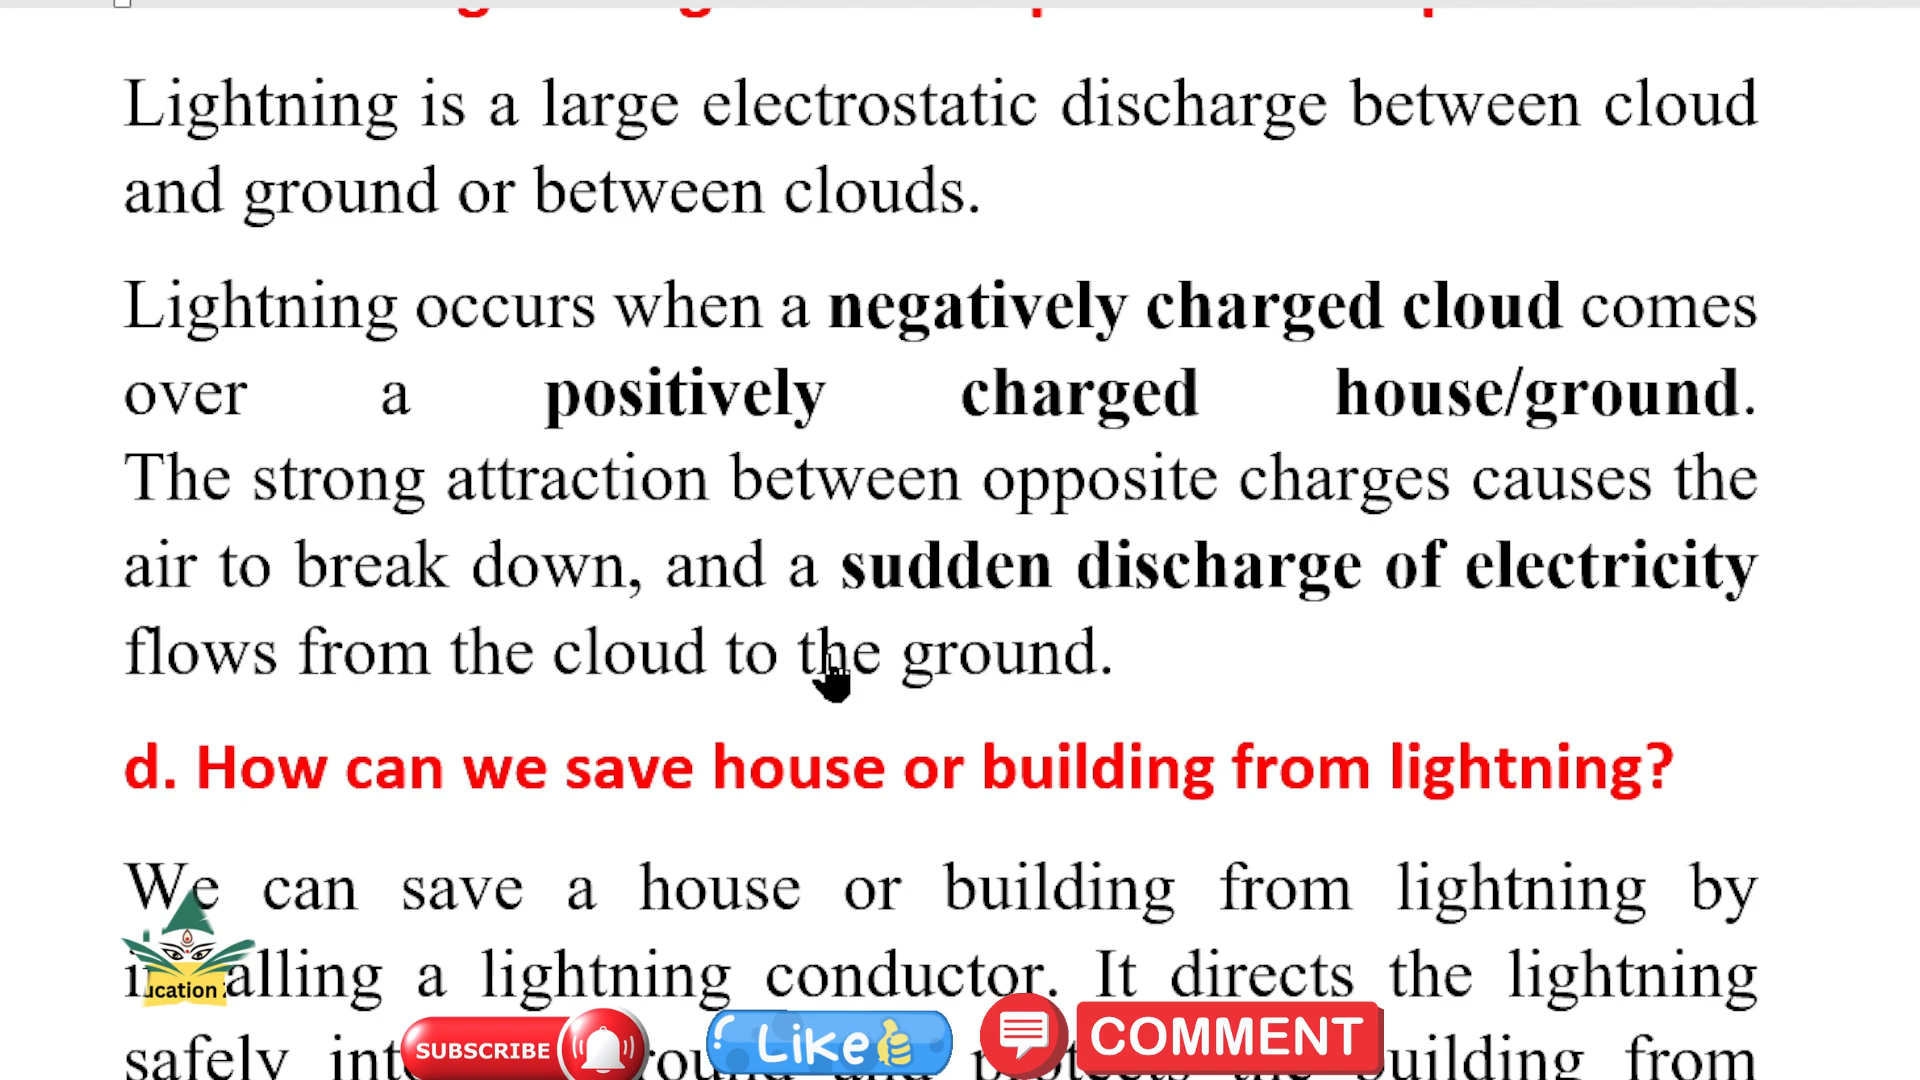 Lightning is a large electrostatic discharge between cloud
and ground or between clouds.
Lightning occurs when a negatively charged cloud comes
over a positively charged house/ground.
The strong attraction between opposite charges causes the
air to break down, and a sudden discharge of electricity
flows from the cloud to the ground.
d. How can we save house or building from lightning?
We can save a house or building from lightning by
a lightning conductor. It directs the lightning
ucation
safely and the building from
SUBSCRIBE
Like
COMMENT